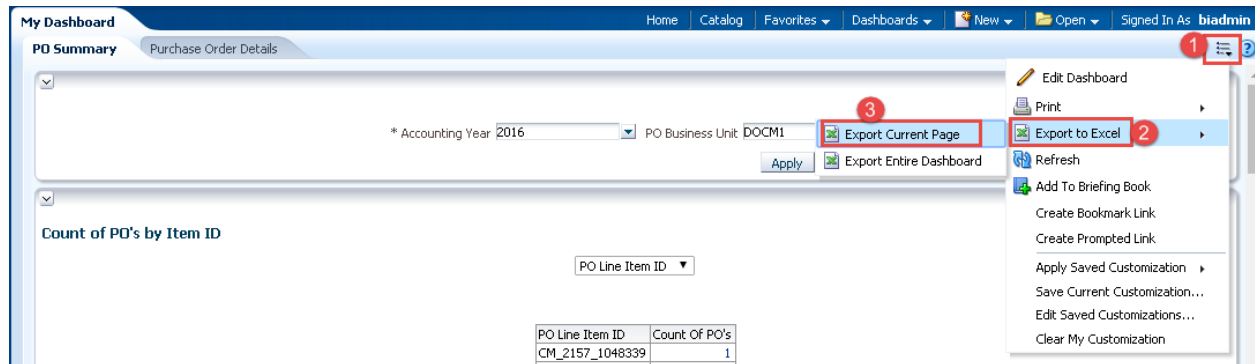 My Dashboard Home Catalog Favorites Dashboards New Open Signed In As biadmin
PO Summary Purchase Order Details 1 ?
Edit Dashboard
Print
3
* Accounting Year 2016 PO Business Unit DOCM1 Export Current Page Export to Excel 2
Apply Export Entire Dashboard Refresh
Add To Briefing Book
Create Bookmark Link
Count of PO's by Item ID Create Prompted Link
PO Line Item ID Apply Saved Customization
Save Current Customization...
Edit Saved Customizations...
PO Line Item ID Count Of PO's Clear My Customization
CM_2157_1048339 1